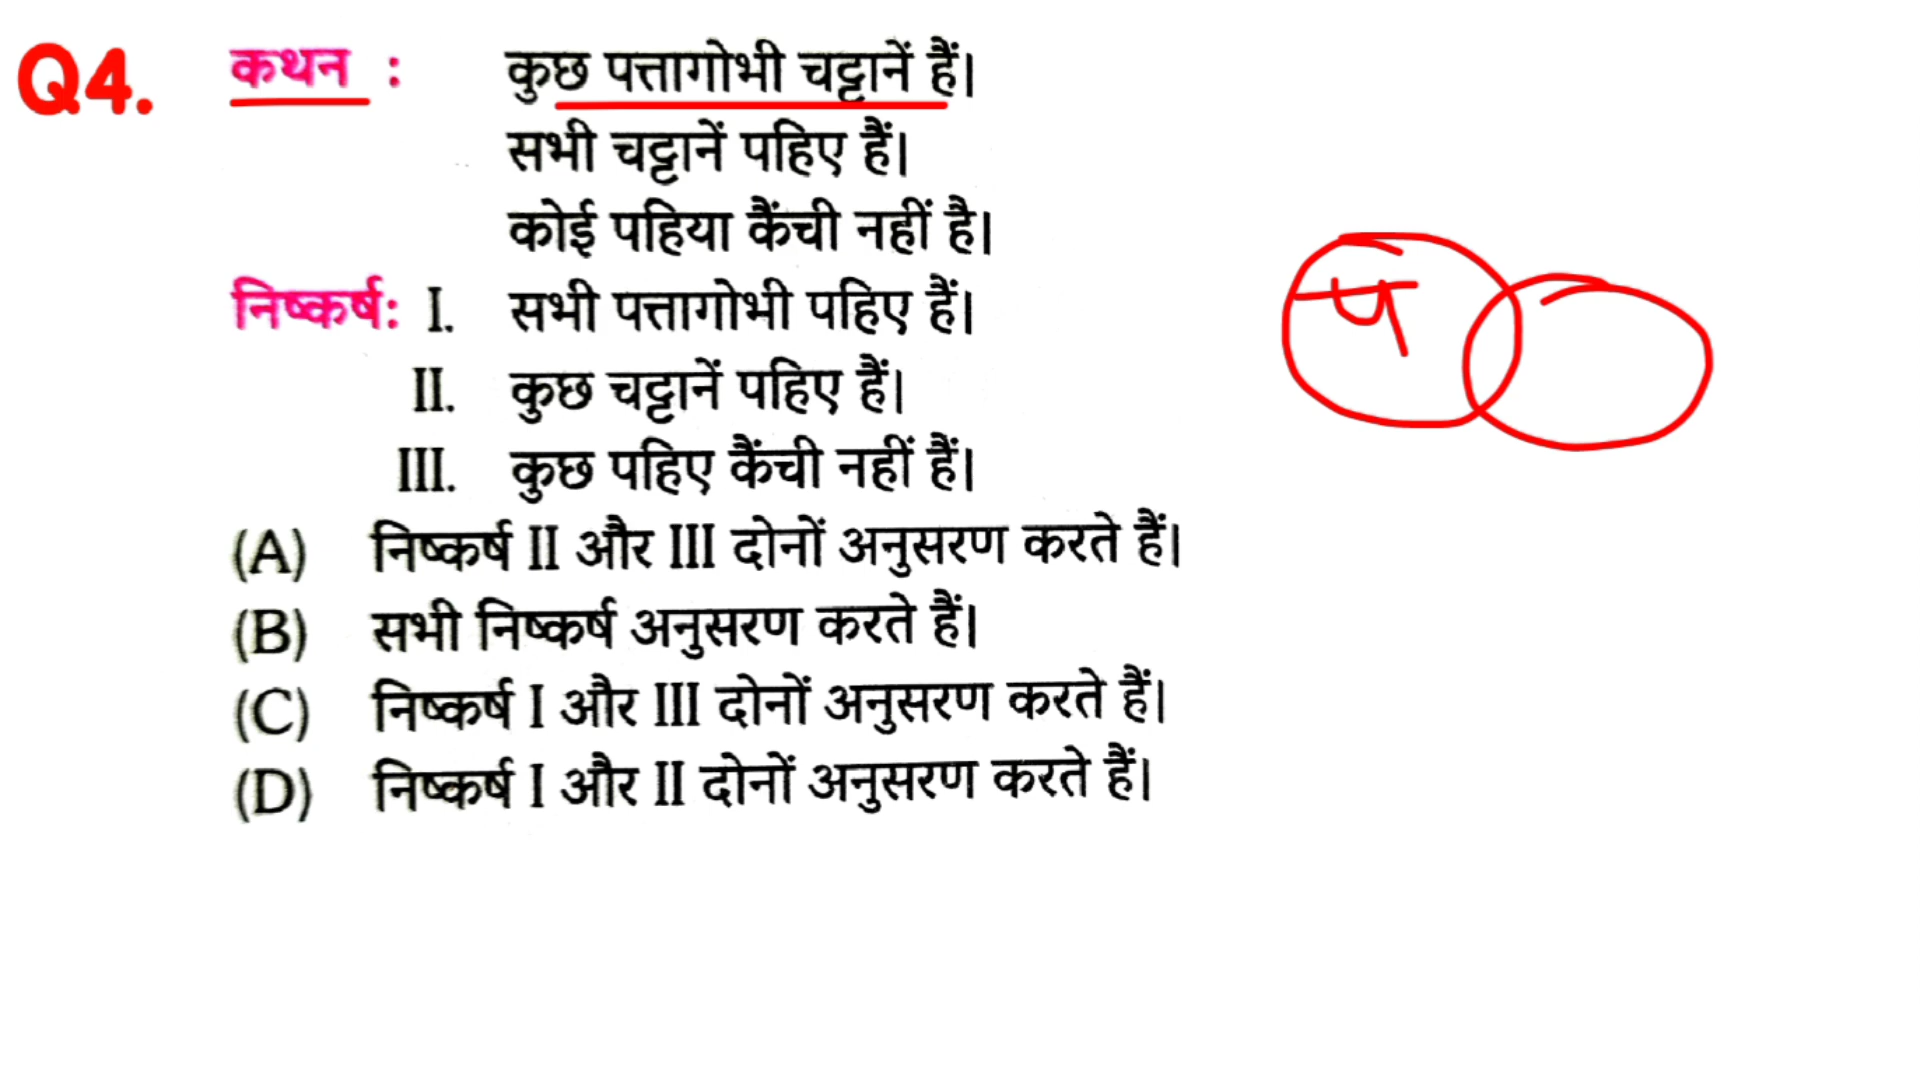 Q4. कथन : कुछ पत्तागोभी चट्टानें हैं।
सभी चट्टानें पहिए हैं।
कोई पहिया कैंची नहीं है।
निष्कर्ष: I. सभी पत्तागोभी पहिए हैं।
II. कुछ चट्टानें पहिए हैं।
III. कुछ पहिए कैंची नहीं हैं।
प
(A) निष्कर्ष II और III दोनों अनुसरण करते हैं।
(B) सभी निष्कर्ष अनुसरण करते हैं।
(C) निष्कर्ष I और III दोनों अनुसरण करते हैं।
(D) निष्कर्ष I और II दोनों अनुसरण करते हैं।